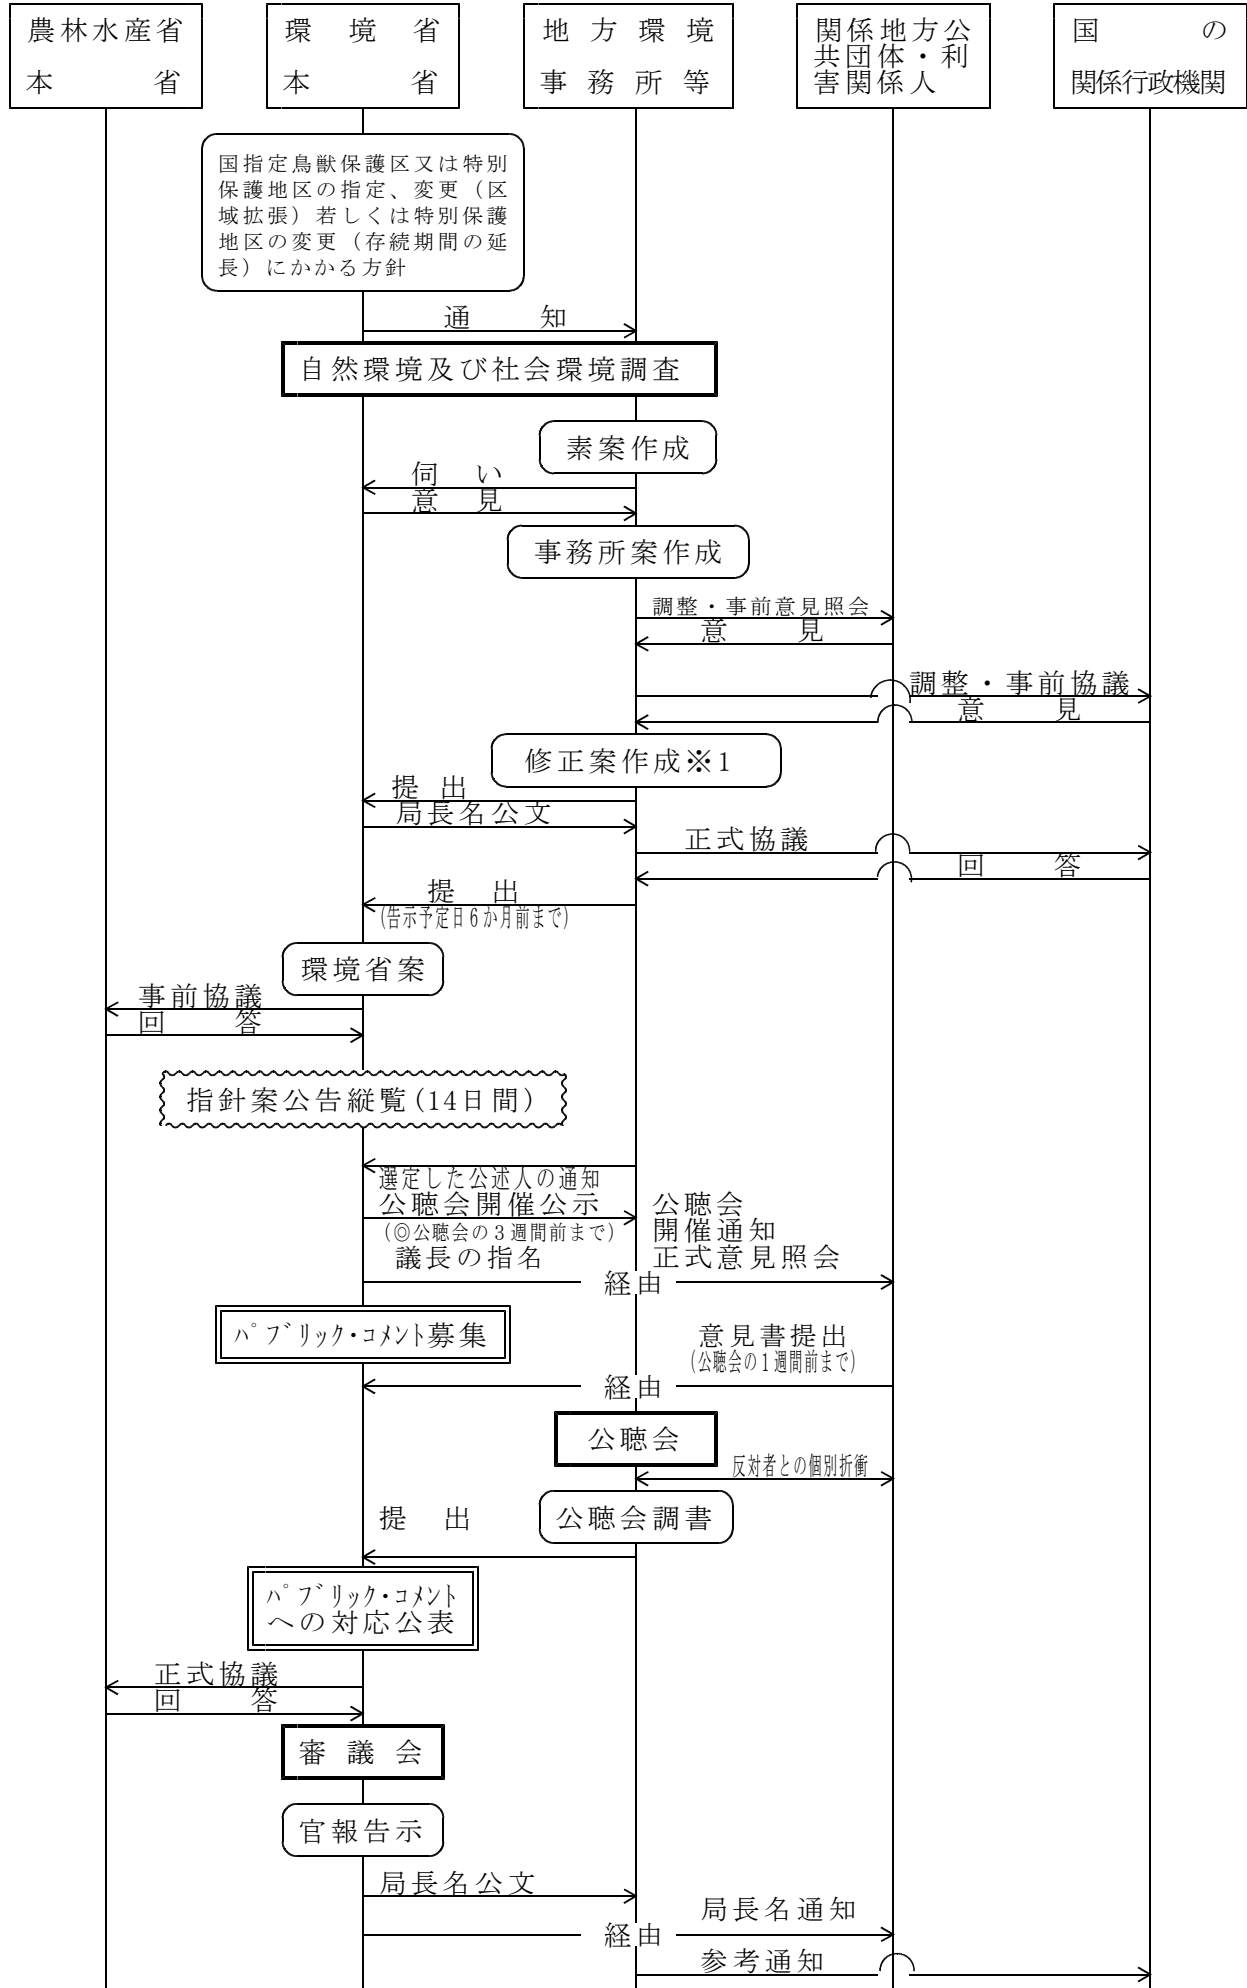 農林水産省
本省
環境省
本省
地方環境
事務所等
関係地方公
共団体・利
害関係人
国の
関係行政機関
国指定鳥獣保護区又は特別
保護地区の指定、変更（区
域拡張）若しくは特別保護
地区の変更（存続期間の延
長）にかかる方針
通知
自然環境及び社会環境調査
素案作成
伺い
意見
事務所案作成
調整・事前意見照会
意見
調整・事前協議
意見
修正案作成※1
提出
局長名公文
正式協議
回答
提出
(告示予定日６か月前まで)
環境省案
事前協議
回答
指針案公告縦覧(14日間)
選定した公述人の通知
公聴会開催公示
(◎公聴会の３週間前まで)
議長の指名
公聴会
開催通知
正式意見照会
経由
ﾊﾟﾌﾞﾘｯｸ･ｺﾒﾝﾄ募集
意見書提出
(公聴会の１週間前まで)
経由
公聴会
反対者との個別折衝
公聴会調書
提出
ﾊﾟﾌﾞﾘｯｸ･ｺﾒﾝﾄ
への対応公表
正式協議
回答
審議会
官報告示
局長名公文
局長名通知
経由
参考通知